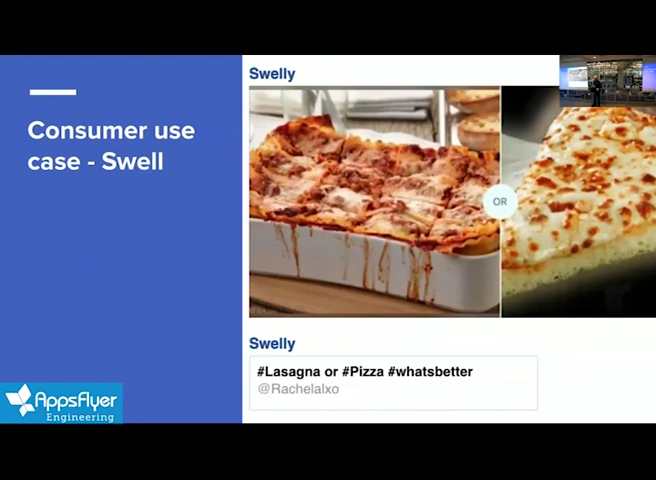 Consumer use
case - Swell
Swelly
OR
Swelly
#Lasagna or #Pizza #whatsbetter
@Rachelalxo
AppsFlyer
Engineering